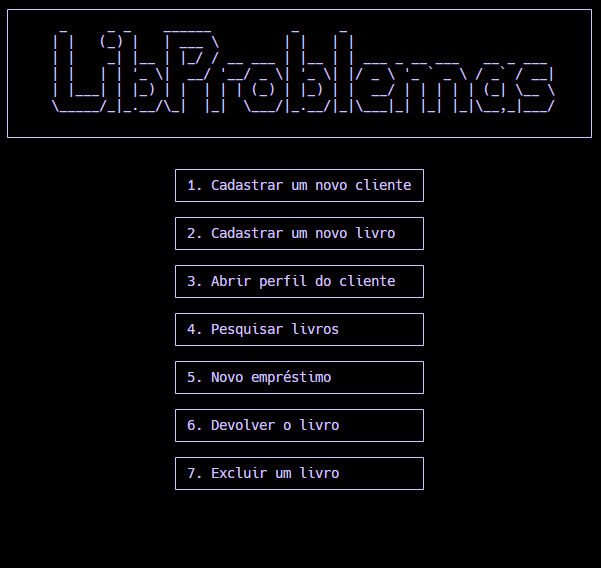 LibProblemas
1. Cadastrar um novo cliente
2. Cadastrar um novo livro
3. Abrir perfil do cliente
4. Pesquisar livros
5. Novo empréstimo
6. Devolver o livro
7. Excluir um livro